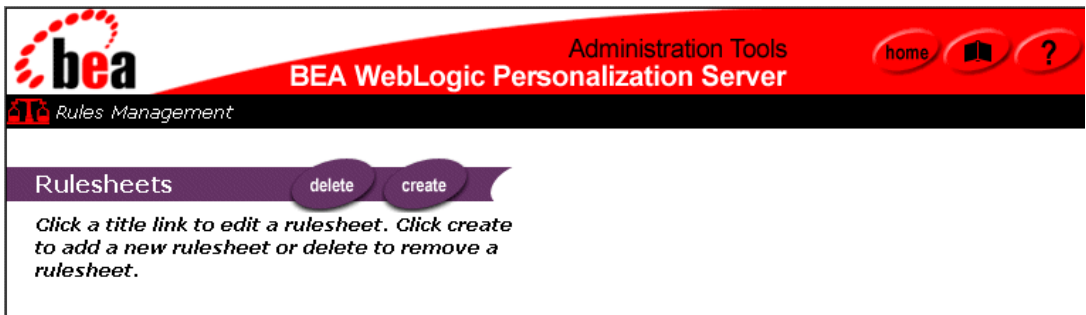 bea
Administration Tools
BEA WebLogic Personalization Server
home
?
Rules Management
Rulesheets
delete
create
Click a title link to edit a rulesheet. Click create
to add a new rulesheet or delete to remove a
rulesheet.